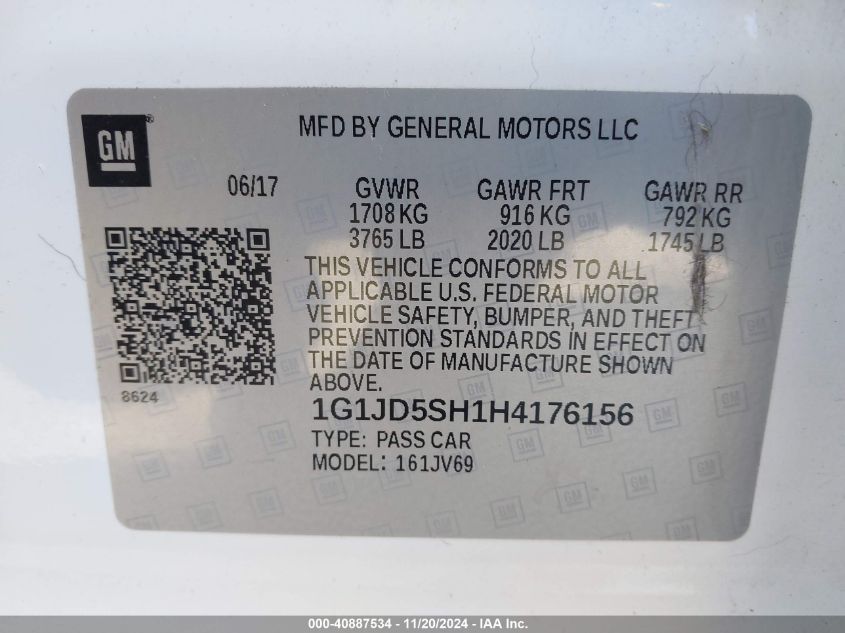 MFD BY GENERAL MOTORS LLC
GM®
06/17 GVWR GAWR FRT GAWR RR
1708 KG 916 KG 792 KG
3765 LB 2020 LB 1745 LB
THIS VEHICLE CONFORMS TO ALL
APPLICABLE U.S. FEDERAL MOTOR
VEHICLE SAFETY, BUMPER, AND THEFT
PREVENTION STANDARDS IN EFFECT ON
THE DATE OF MANUFACTURE SHOWN
ABOVE.
8624
1G1JD5SH1H4176156
TYPE: PASS CAR
MODEL: 161JV69
000-40887534 - 11/20/2024 - IAA Inc.